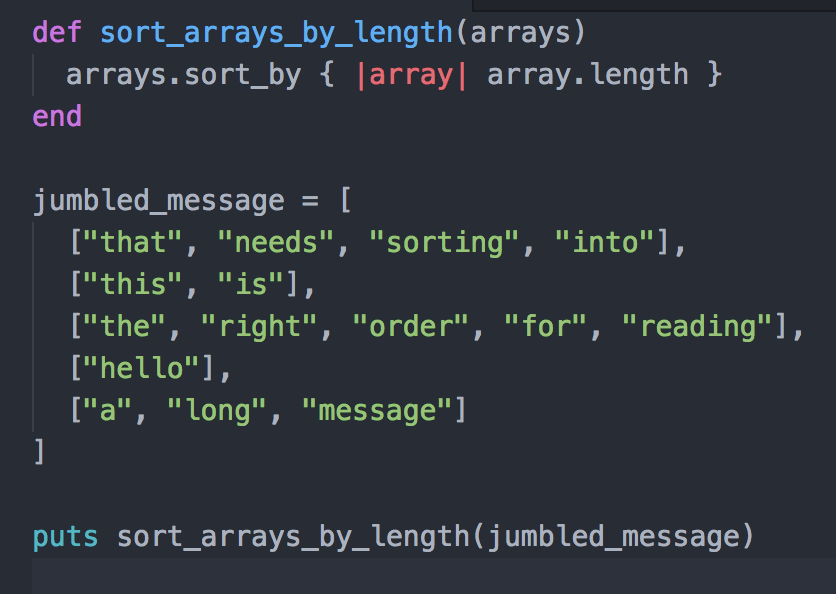 def sort_arrays_by_length(arrays)
  arrays.sort_by { |array| array.length }
end

jumbled_message = [
  ["that", "needs", "sorting", "into"],
  ["this", "is"],
  ["the", "right", "order", "for", "reading"],
  ["hello"],
  ["a", "long", "message"]
]

puts sort_arrays_by_length(jumbled_message)